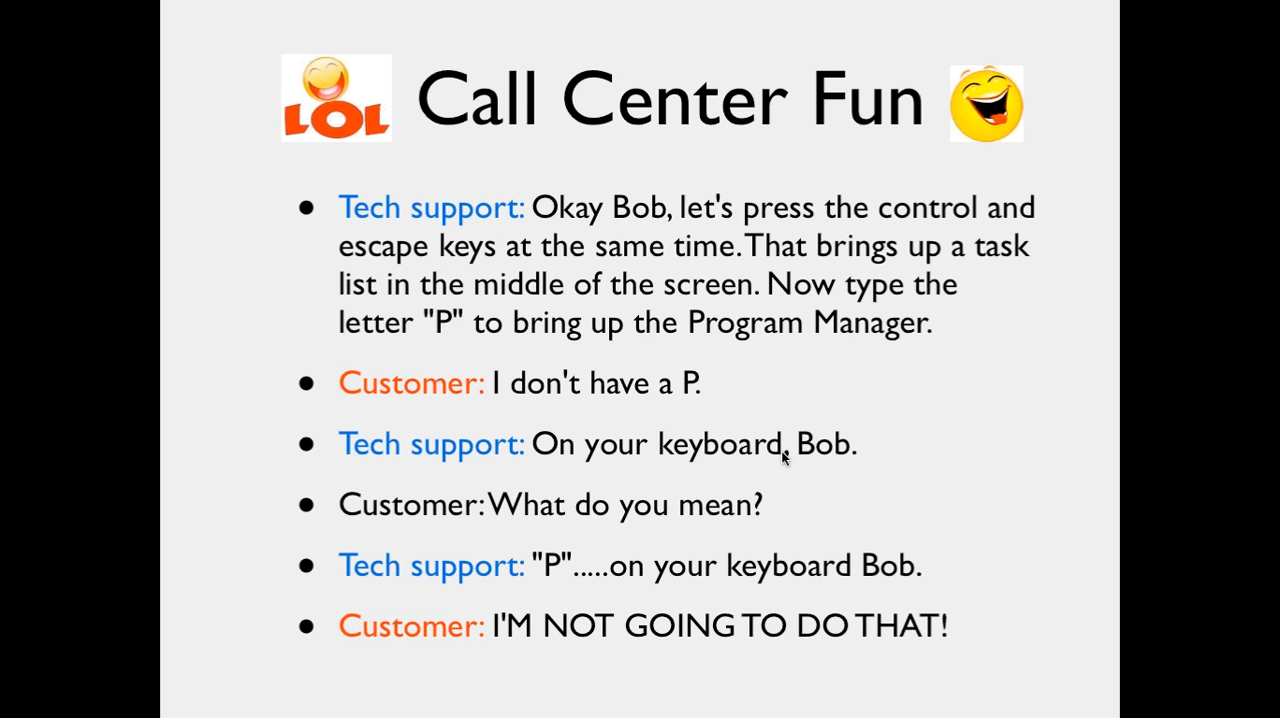 LOL Call Center Fun
• Tech support: Okay Bob, let's press the control and
escape keys at the same time. That brings up a task
list in the middle of the screen. Now type the
letter "P" to bring up the Program Manager.
• Customer: I don't have a P.
• Tech support: On your keyboard, Bob.
• Customer: What do you mean?
• Tech support: "P".....on your keyboard Bob.
• Customer: I'M NOT GOING TO DO THAT!